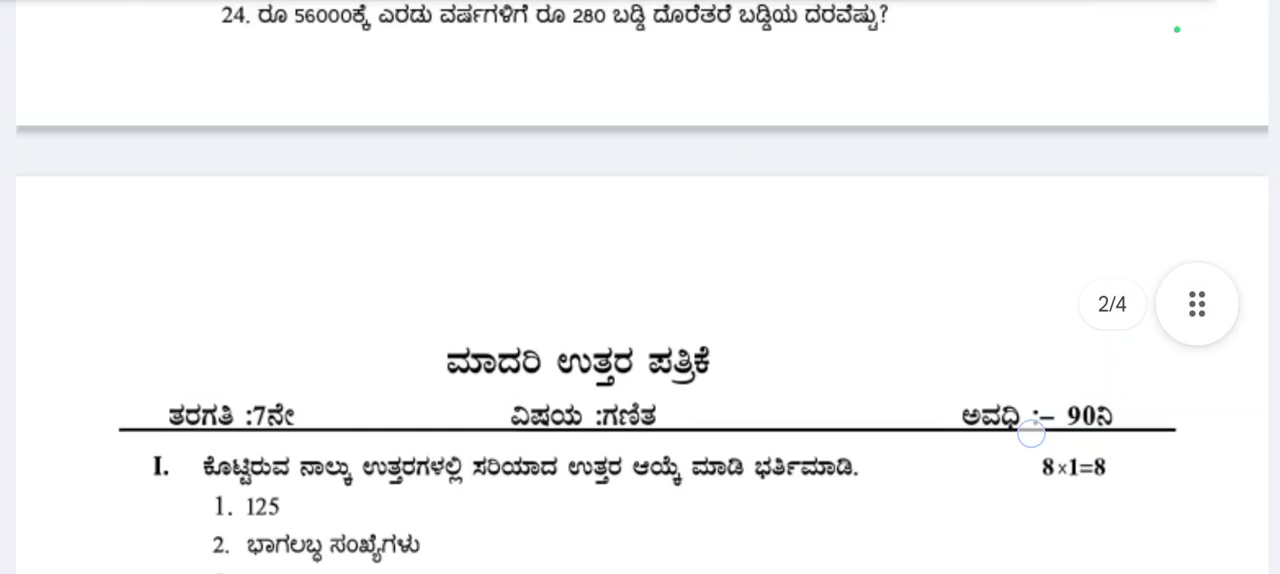 24. ರೂ 56000ಕ್ಕೆ ಎರಡು ವರ್ಷಗಳಿಗೆ ರೂ 280 ಬಡ್ಡಿ ದೊರೆತರೆ ಬಡ್ಡಿಯ ದರವೆಷ್ಟು?
2/4
ಮಾದರಿ ಉತ್ತರ ಪತ್ರಿಕೆ
ತರಗತಿ :7ನೇ ವಿಷಯ :ಗಣಿತ ಅವಧಿ :– 90ನಿ
I. ಕೊಟ್ಟಿರುವ ನಾಲ್ಕು ಉತ್ತರಗಳಲ್ಲಿ ಸರಿಯಾದ ಉತ್ತರ ಆಯ್ಕೆ ಮಾಡಿ ಭರ್ತಿಮಾಡಿ. 8×1=8
1. 125
2. ಭಾಗಲಬ್ಧ ಸಂಖ್ಯೆಗಳು